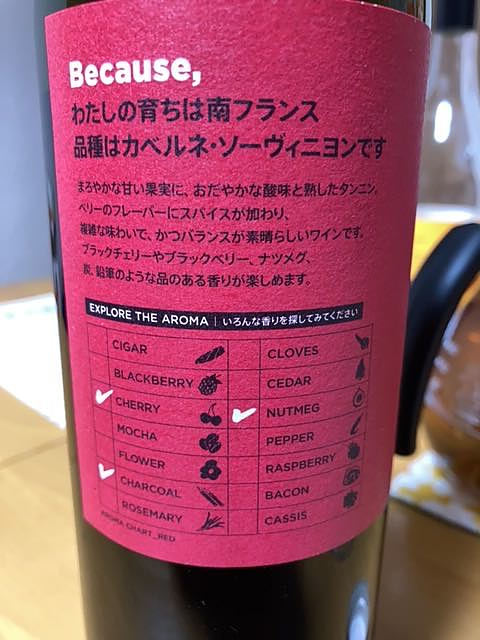 Because,
わたしの育ちは南フランス
品種はカベルネ・ソーヴィニヨンです
まろやかな甘い果実に、おだやかな酸味と熟したタンニン。
ベリーのフレーバーにスパイスが加わり、
複雑な味わいで、かつバランスが素晴らしいワインです。
ブラックチェリーやブラックベリー、ナツメグ、
炭、鉛筆のような品のある香りが楽しめます。
EXPLORE THE AROMA | いろんな香りを探してみてください
CIGAR
BLACKBERRY
CHERRY
MOCHA
FLOWER
CHARCOAL
ROSEMARY
CLOVES
CEDAR
NUTMEG
PEPPER
RASPBERRY
BACON
CASSIS
AROMA CHART_RED